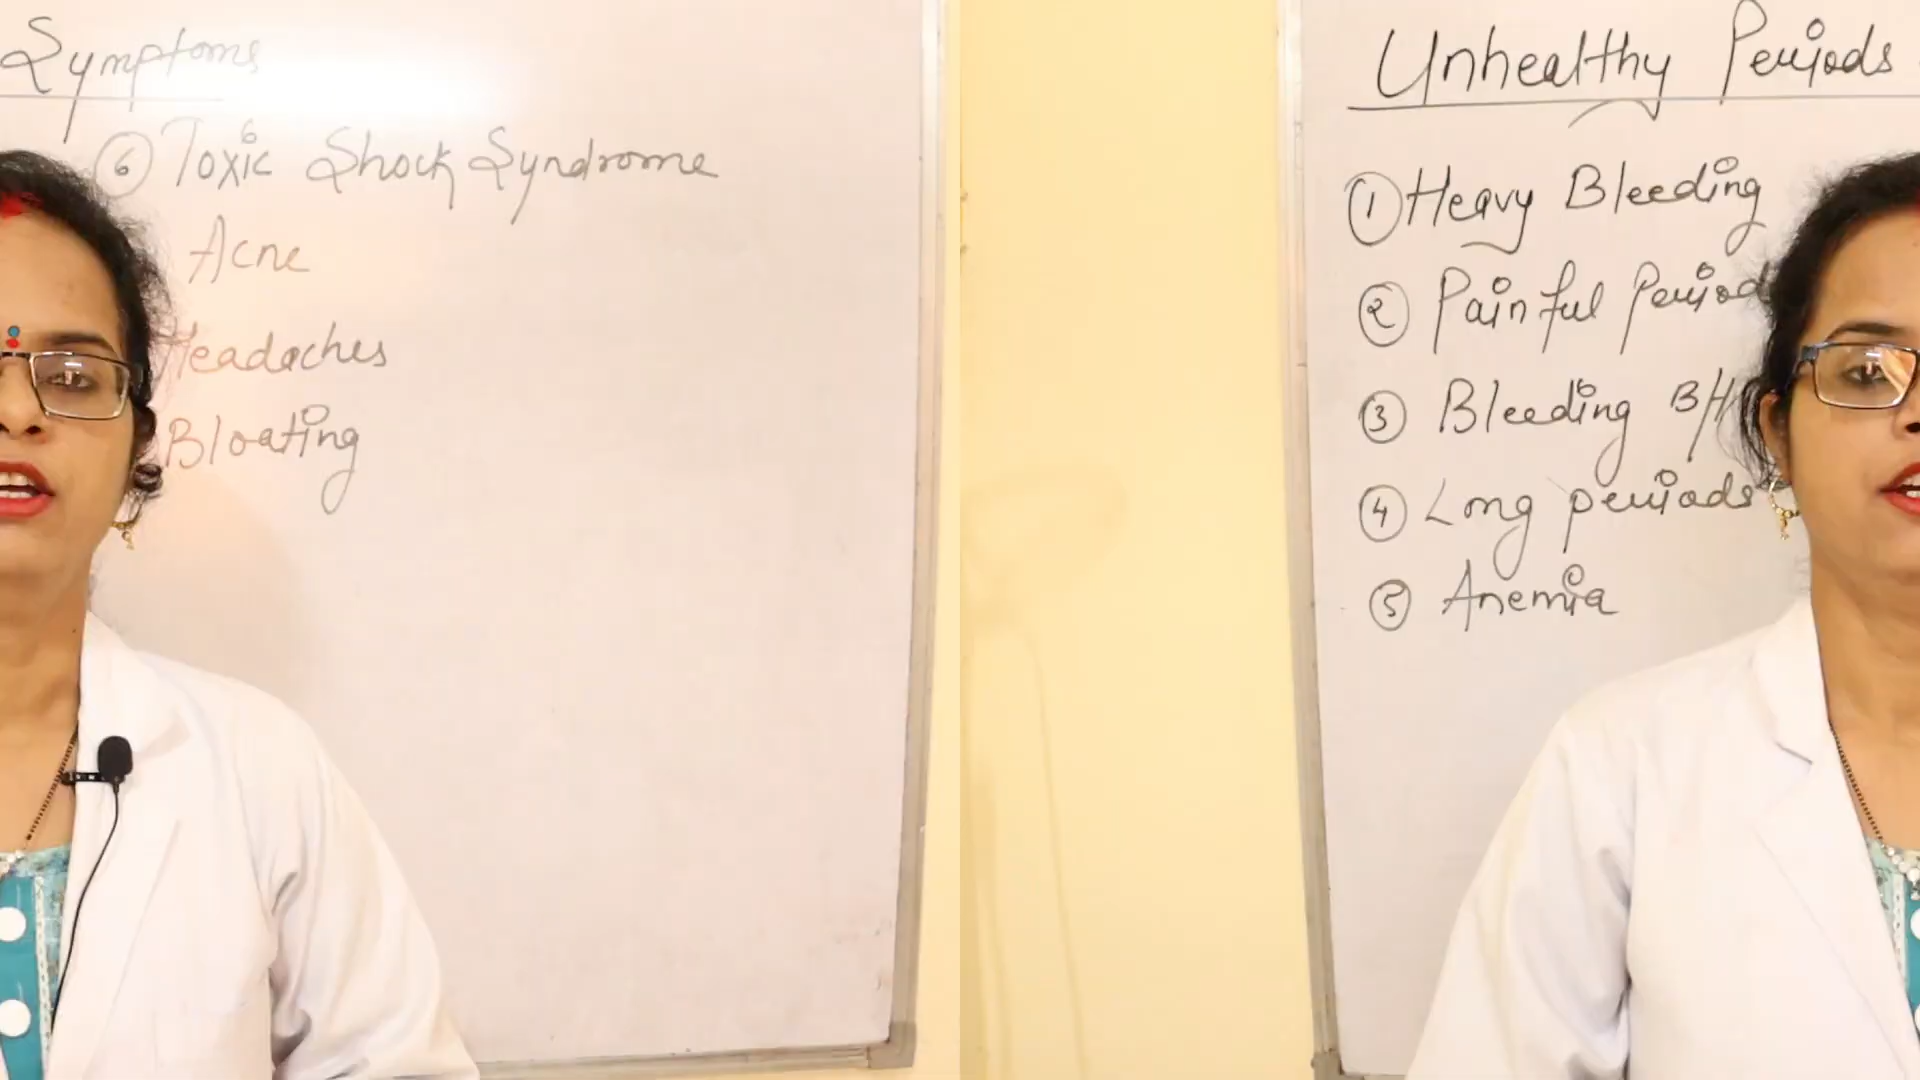 Symptoms
⑥ Toxic Shock Syndrome
Acne
Headaches
Bloating
Unhealthy Periods
① Heavy Bleeding
② Painful Period
③ Bleeding B/
④ Long periods
⑤ Anemia